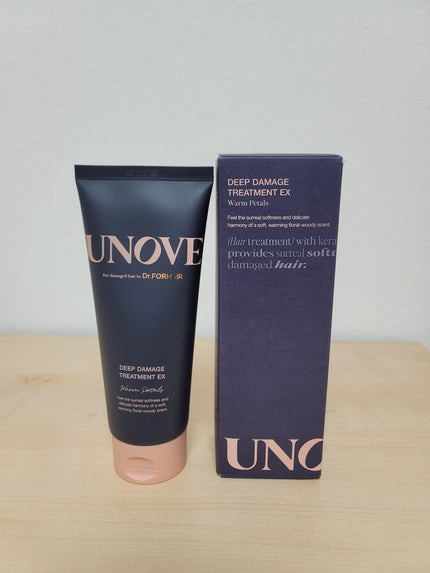 UNOVE
For damaged hair by Dr.FORHAIR
DEEP DAMAGE
TREATMENT EX
Warm Petals
Feel the surreal softness and
delicate harmony of a soft,
warming floral-woody scent.
DEEP DAMAGE
TREATMENT EX
Warm Petals
Feel the surreal softness and delicate
harmony of a soft, warming floral-woody scent.
(Hair treatment) with kera
provides surreal softn
damaged hair.
UNO